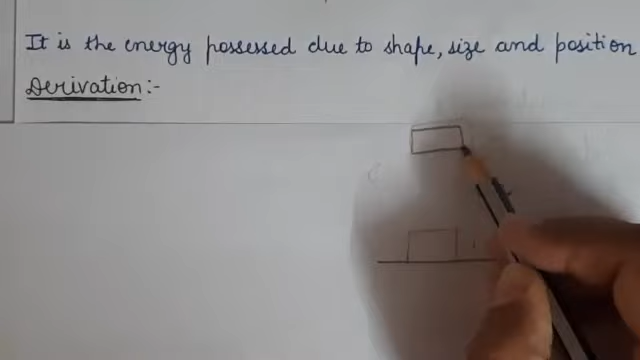 It is the energy possessed due to shape, size and position
Derivation:-